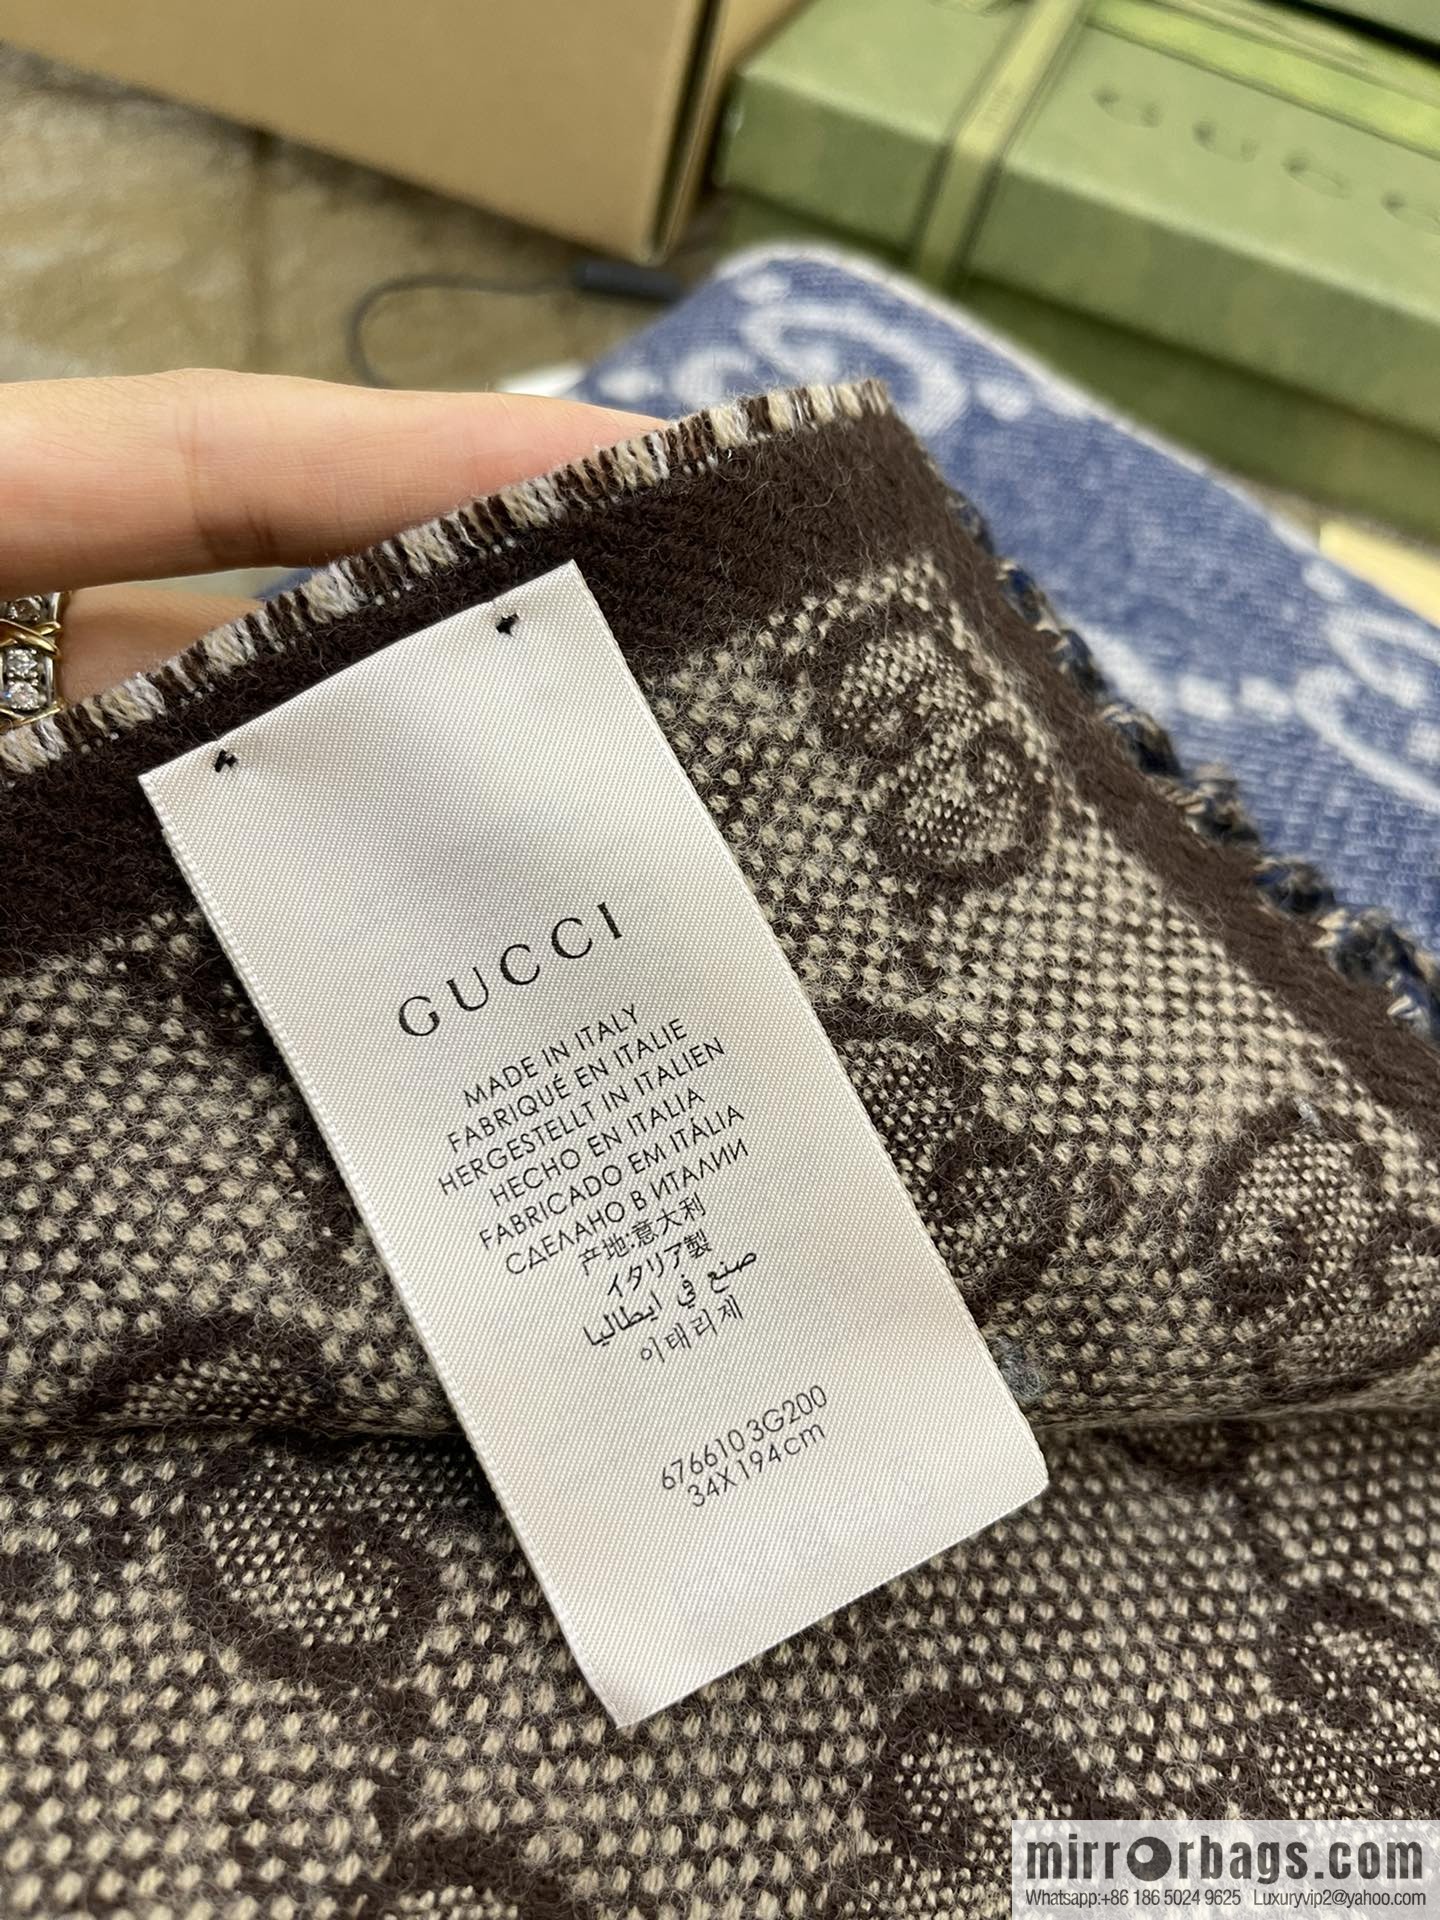 GUCCI
GUCCI
MADE IN ITALY
FABRIQUÉ EN ITALIE
HERGESTELLT IN ITALIEN
HECHO EN ITALIA
FABRICADO EM ITÁLIA
СДЕЛАНО В ИТАЛИИ
产地:意大利
イタリア製
صنع في ايطاليا
이태리제
676610 3G200
34X194cm
mirrorbags.com
Whatsapp:+86 186 5024 9625 Luxuryvip2@yahoo.com